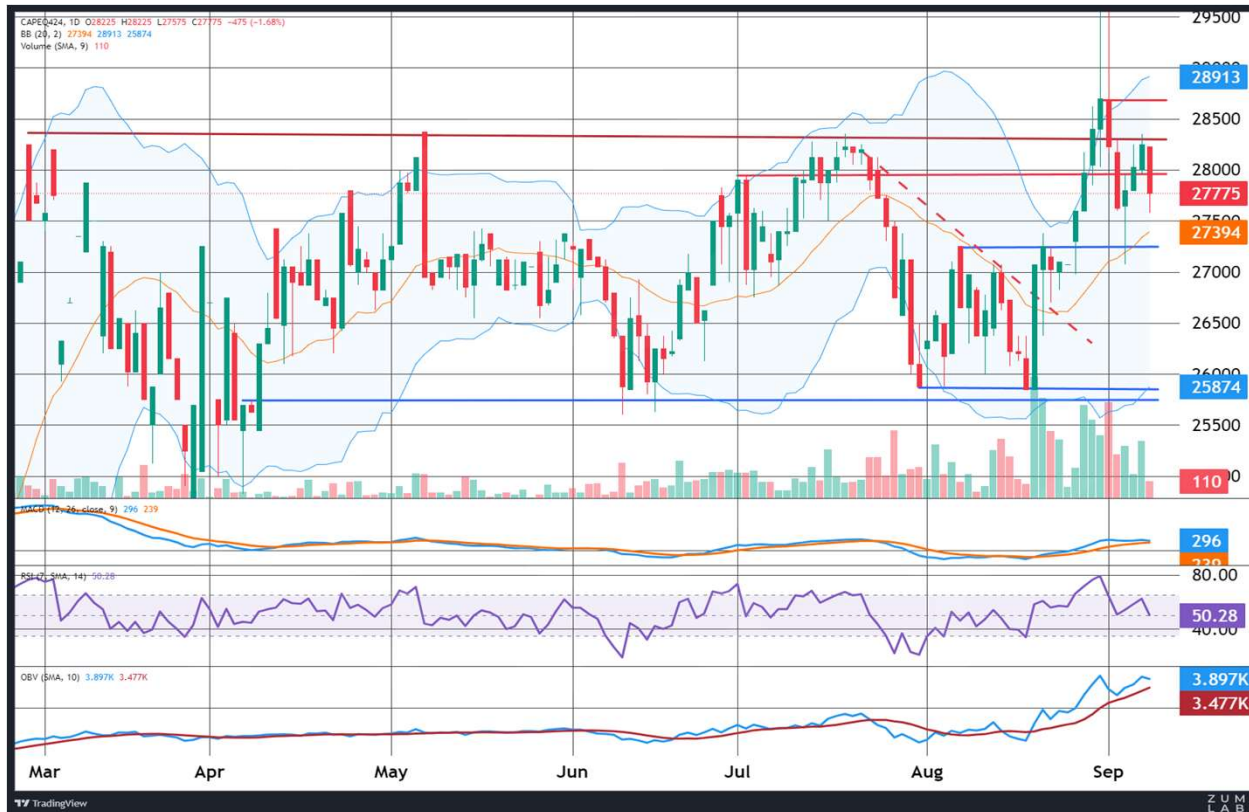 CAPEQ424, 1D O28225 H28225 L27575 C27775 −475 (−1.68%)
BB (20, 2) 27394 28913 25874
Volume (SMA, 9) 110
29500
28913
28500
28000
27775
27500
27394
27000
26500
26000
25874
25500
110
MACD (12, 26, close, 9) 296 239
296
239
RSI (7, SMA, 14) 50.28
80.00
50.28
40.00
OBV (SMA, 10) 3.897K 3.477K
3.897K
3.477K
Mar Apr May Jun Jul Aug Sep
TradingView
ZUM
LAB